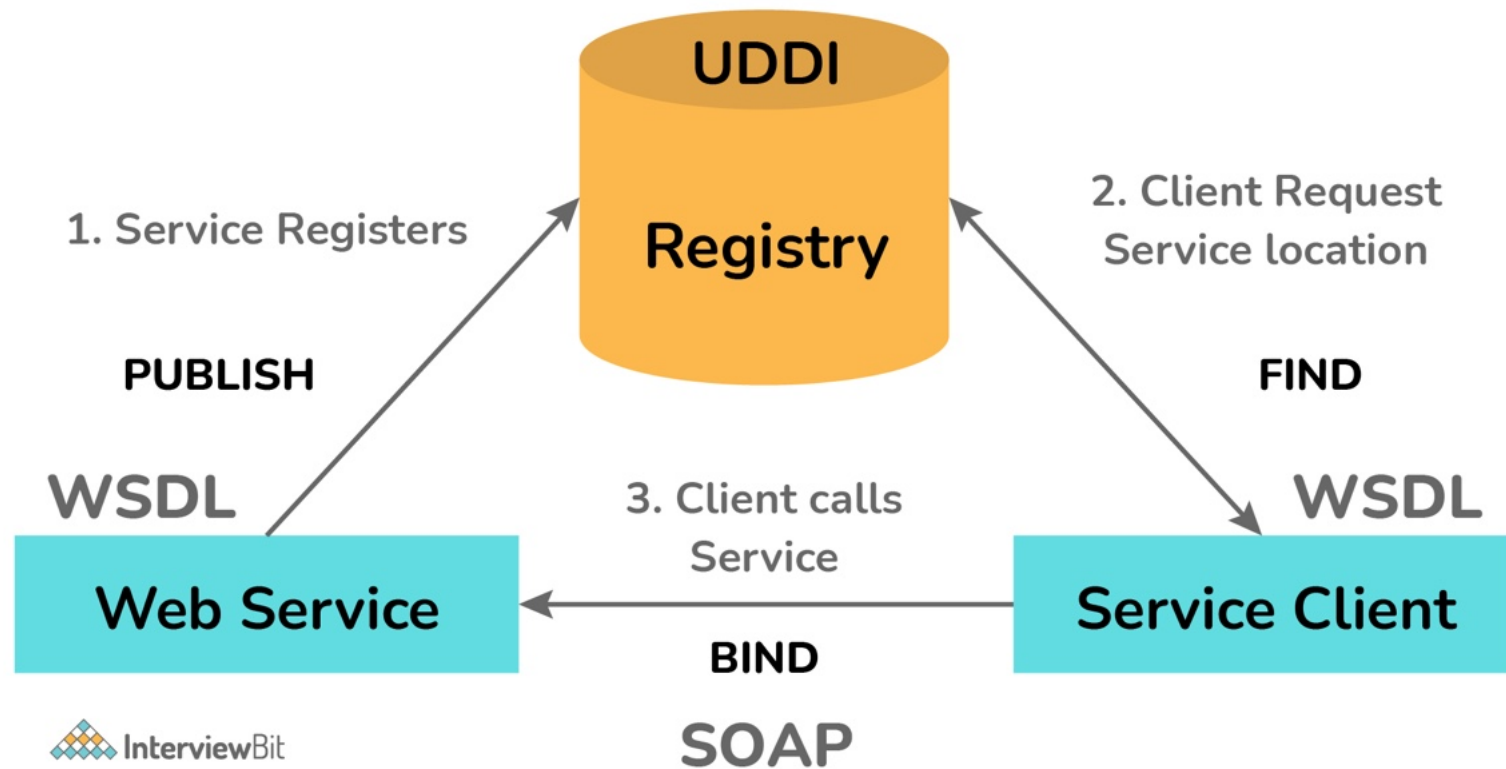 UDDI
Registry
1. Service Registers
2. Client Request
Service location
PUBLISH
FIND
WSDL
3. Client calls
Service
WSDL
Web Service
Service Client
BIND
InterviewBit
SOAP